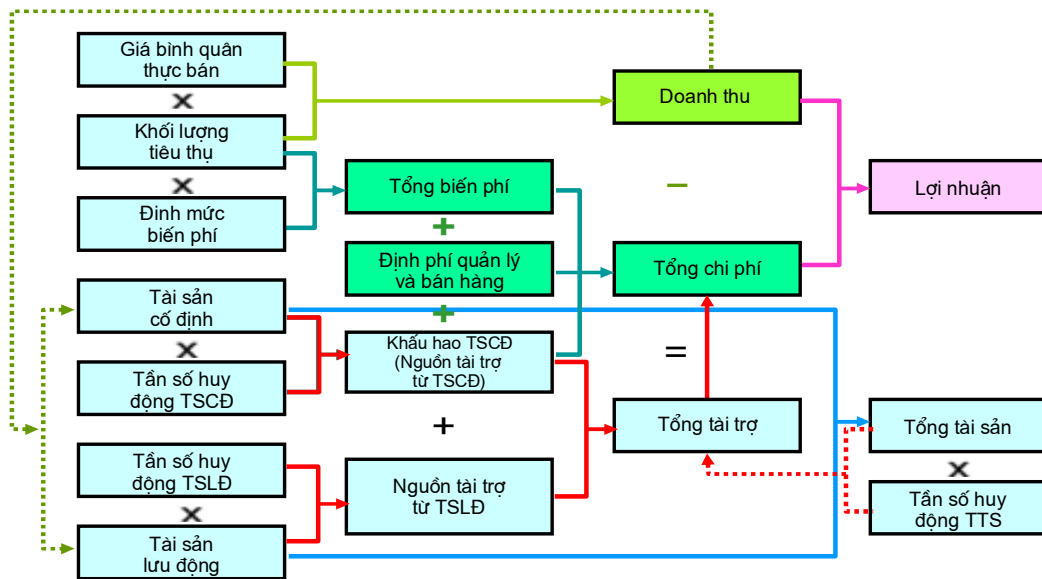 Giá bình quân
thực bán
×
Khối lượng
tiêu thụ
×
Đinh mức
biến phí
Tài sản
cố định
×
Tần số huy
động TSCĐ
Tần số huy
động TSLĐ
×
Tài sản
lưu động
Tổng biến phí
+
Định phí quản lý
và bán hàng
+
Khấu hao TSCĐ
(Nguồn tài trợ
từ TSCĐ)
+
Nguồn tài trợ
từ TSLĐ
Doanh thu
−
Tổng chi phí
=
Tổng tài trợ
Lợi nhuận
Tổng tài sản
×
Tần số huy
động TTS